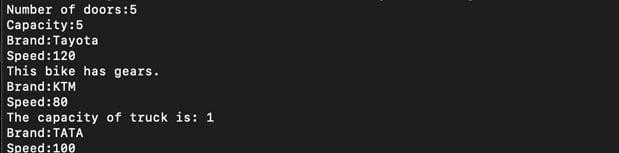 Number of doors:5
Capacity:5
Brand:Tayota
Speed:120
This bike has gears.
Brand:KTM
Speed:80
The capacity of truck is: 1
Brand:TATA
Speed:100